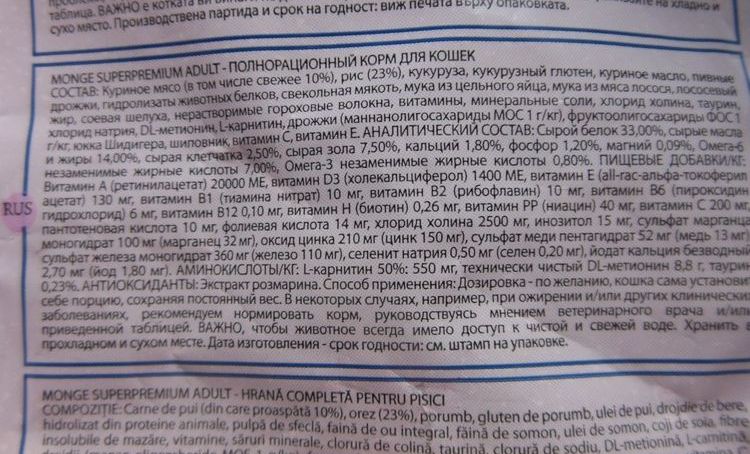 таблица. ВАЖНО е котката ви винаги
на хладно и
сухо място. Производствена партида и срок на годност: виж печата върху опаковката.
MONGE SUPERPREMIUM ADULT - ПОЛНОРАЦИОННЫЙ КОРМ ДЛЯ КОШЕК
СОСТАВ: Куриное мясо (в том числе свежее 10%), рис (23%), кукуруза, кукурузный глютен, куриное масло, пивные
дрожжи, гидролизаты животных белков, свекольная мякоть, мука из цельного яйца, мука из мяса лосося, лососевый
жир, соевая шелуха, нерастворимые гороховые волокна, витамины, минеральные соли, хлорид холина, таурин,
хлорид натрия, DL-метионин, L-карнитин, дрожжи (маннанолигосахариды МОС 1 г/кг), фруктоолигосахариды ФОС 1
г/кг, юкка Шидигера, шиповник, витамин C, витамин E. АНАЛИТИЧЕСКИЙ СОСТАВ: Сырой белок 33,00%, сырые масла
и жиры 14,00%, сырая клетчатка 2,50%, сырая зола 7,50%, кальций 1,80%, фосфор 1,20%, магний 0,09%, Омега-6
незаменимые жирные кислоты 7,00%, Омега-3 незаменимые жирные кислоты 0,80%. ПИЩЕВЫЕ ДОБАВКИ/КГ:
Витамин A (ретинилацетат) 20000 МЕ, витамин D3 (холекальциферол) 1400 МЕ, витамин E (all-rac-альфа-токоферил
ацетат) 130 мг, витамин B1 (тиамина нитрат) 10 мг, витамин B2 (рибофлавин) 10 мг, витамин B6 (пироксидин
RUS гидрохлорид) 6 мг, витамин B12 0,10 мг, витамин H (биотин) 0,26 мг, витамин PP (ниацин) 40 мг, витамин C 200 мг,
пантотеновая кислота 10 мг, фолиевая кислота 14 мг, хлорид холина 2500 мг, инозитол 15 мг, сульфат марганца
моногидрат 100 мг (марганец 32 мг), оксид цинка 210 мг (цинк 150 мг), сульфат меди пентагидрат 52 мг (медь 13 мг)
сульфат железа моногидрат 360 мг (железо 110 мг), селенит натрия 0,50 мг (селен 0,20 мг), йодат кальция безводный
2,70 мг (йод 1,80 мг). АМИНОКИСЛОТЫ/КГ: L-карнитин 50%: 550 мг, технически чистый DL-метионин 8,8 г, таурин
0,23%. АНТИОКСИДАНТЫ: Экстракт розмарина. Способ применения: Дозировка - по желанию, кошка сама установит
себе порцию, сохраняя постоянный вес. В некоторых случаях, например, при ожирении и/или других клинически
заболеваниях, рекомендуем нормировать корм, руководствуясь мнением ветеринарного врача и/или
приведенной таблицей. ВАЖНО, чтобы животное всегда имело доступ к чистой и свежей воде. Хранить в
прохладном и сухом месте. Дата изготовления - срок годности: см. штамп на упаковке.
MONGE SUPERPREMIUM ADULT - HRANĂ COMPLETĂ PENTRU PISICI
COMPOZIȚIE: Carne de pui (din care proaspătă 10%), orez (23%), porumb, gluten de porumb, ulei de pui, drojdie de bere,
hidrolizat din proteine animale, pulpă de sfeclă, faină de ou integral, făină de somon, ulei de somon, coji de soia, fibre
insolubile de mazăre, vitamine, săruri minerale, clorură de colină, taurină, clorură de sodiu, DL-metionină, L-carnitină,